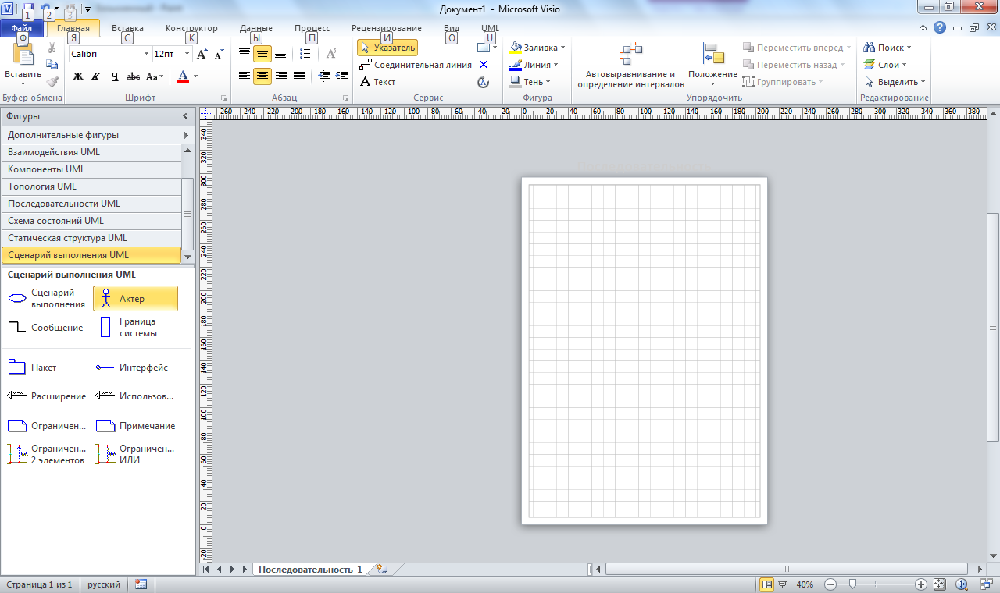 Документ1 - Microsoft Visio
1 2 3
Файл Главная Вставка Конструктор Данные Процесс Рецензирование Вид UML
Ф Я С К Ы П И О U
Вставить
Буфер обмена
Calibri 12пт
Ж К Ч abc Aa А
Шрифт
Абзац
Указатель
Соединительная линия
Текст
Сервис
Заливка
Линия
Тень
Фигура
Автовыравнивание и
определение интервалов
Положение
Переместить вперед
Переместить назад
Группировать
Упорядочить
Поиск
Слои
Выделить
Редактирование
Фигуры
Дополнительные фигуры
Взаимодействия UML
Компоненты UML
Топология UML
Последовательности UML
Схема состояний UML
Статическая структура UML
Сценарий выполнения UML
Сценарий выполнения UML
Сценарий
выполнения
Актер
Сообщение
Граница
системы
Пакет
Интерфейс
Расширение
Использов...
Ограничен...
Примечание
Ограничен...
2 элементов
Ограничен...
ИЛИ
-260 -240 -220 -200 -180 -160 -140 -120 -100 -80 -60 -40 -20 0 20 40 60 80 100 120 140 160 180 200 220 240 260 280 300 320 340 360 380
340
320
300
280
260
240
220
200
180
160
140
120
100
80
60
40
20
0
-20
Последовательность-1
Страница 1 из 1 русский 40%